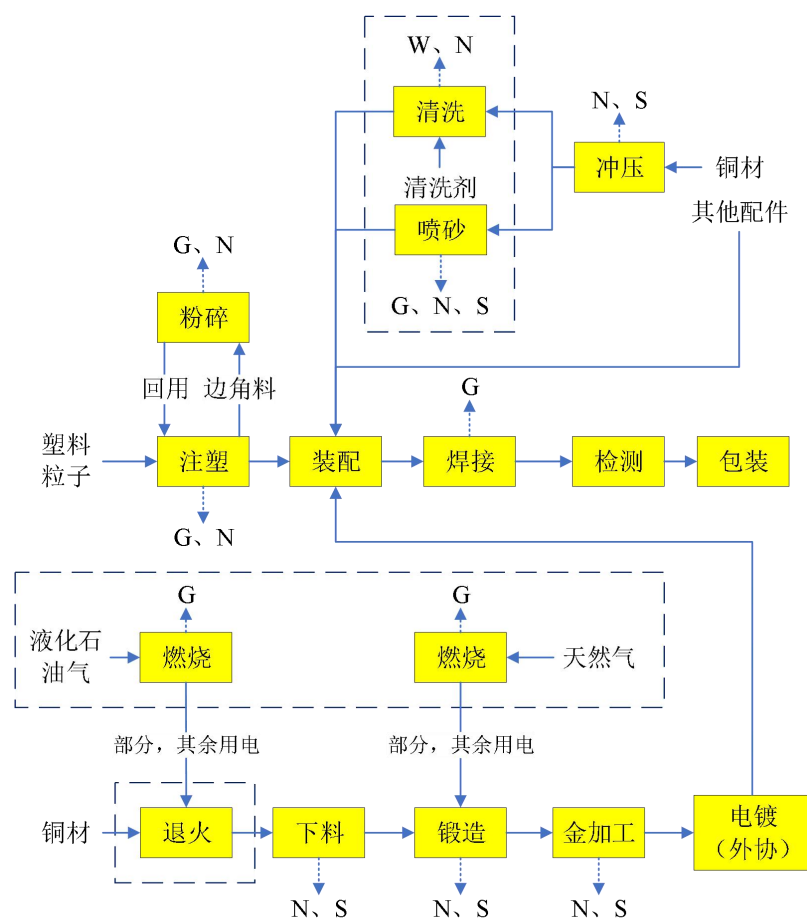 W、N
清洗
N、S
冲压
铜材
清洗剂
其他配件
喷砂
G、N
G、N、S
粉碎
回用
边角料
G
塑料
粒子
注塑
装配
焊接
检测
包装
G、N
G
G
液化石
油气
燃烧
燃烧
天然气
部分，其余用电
部分，其余用电
铜材
退火
下料
锻造
金加工
电镀
（外协）
N、S
N、S
N、S